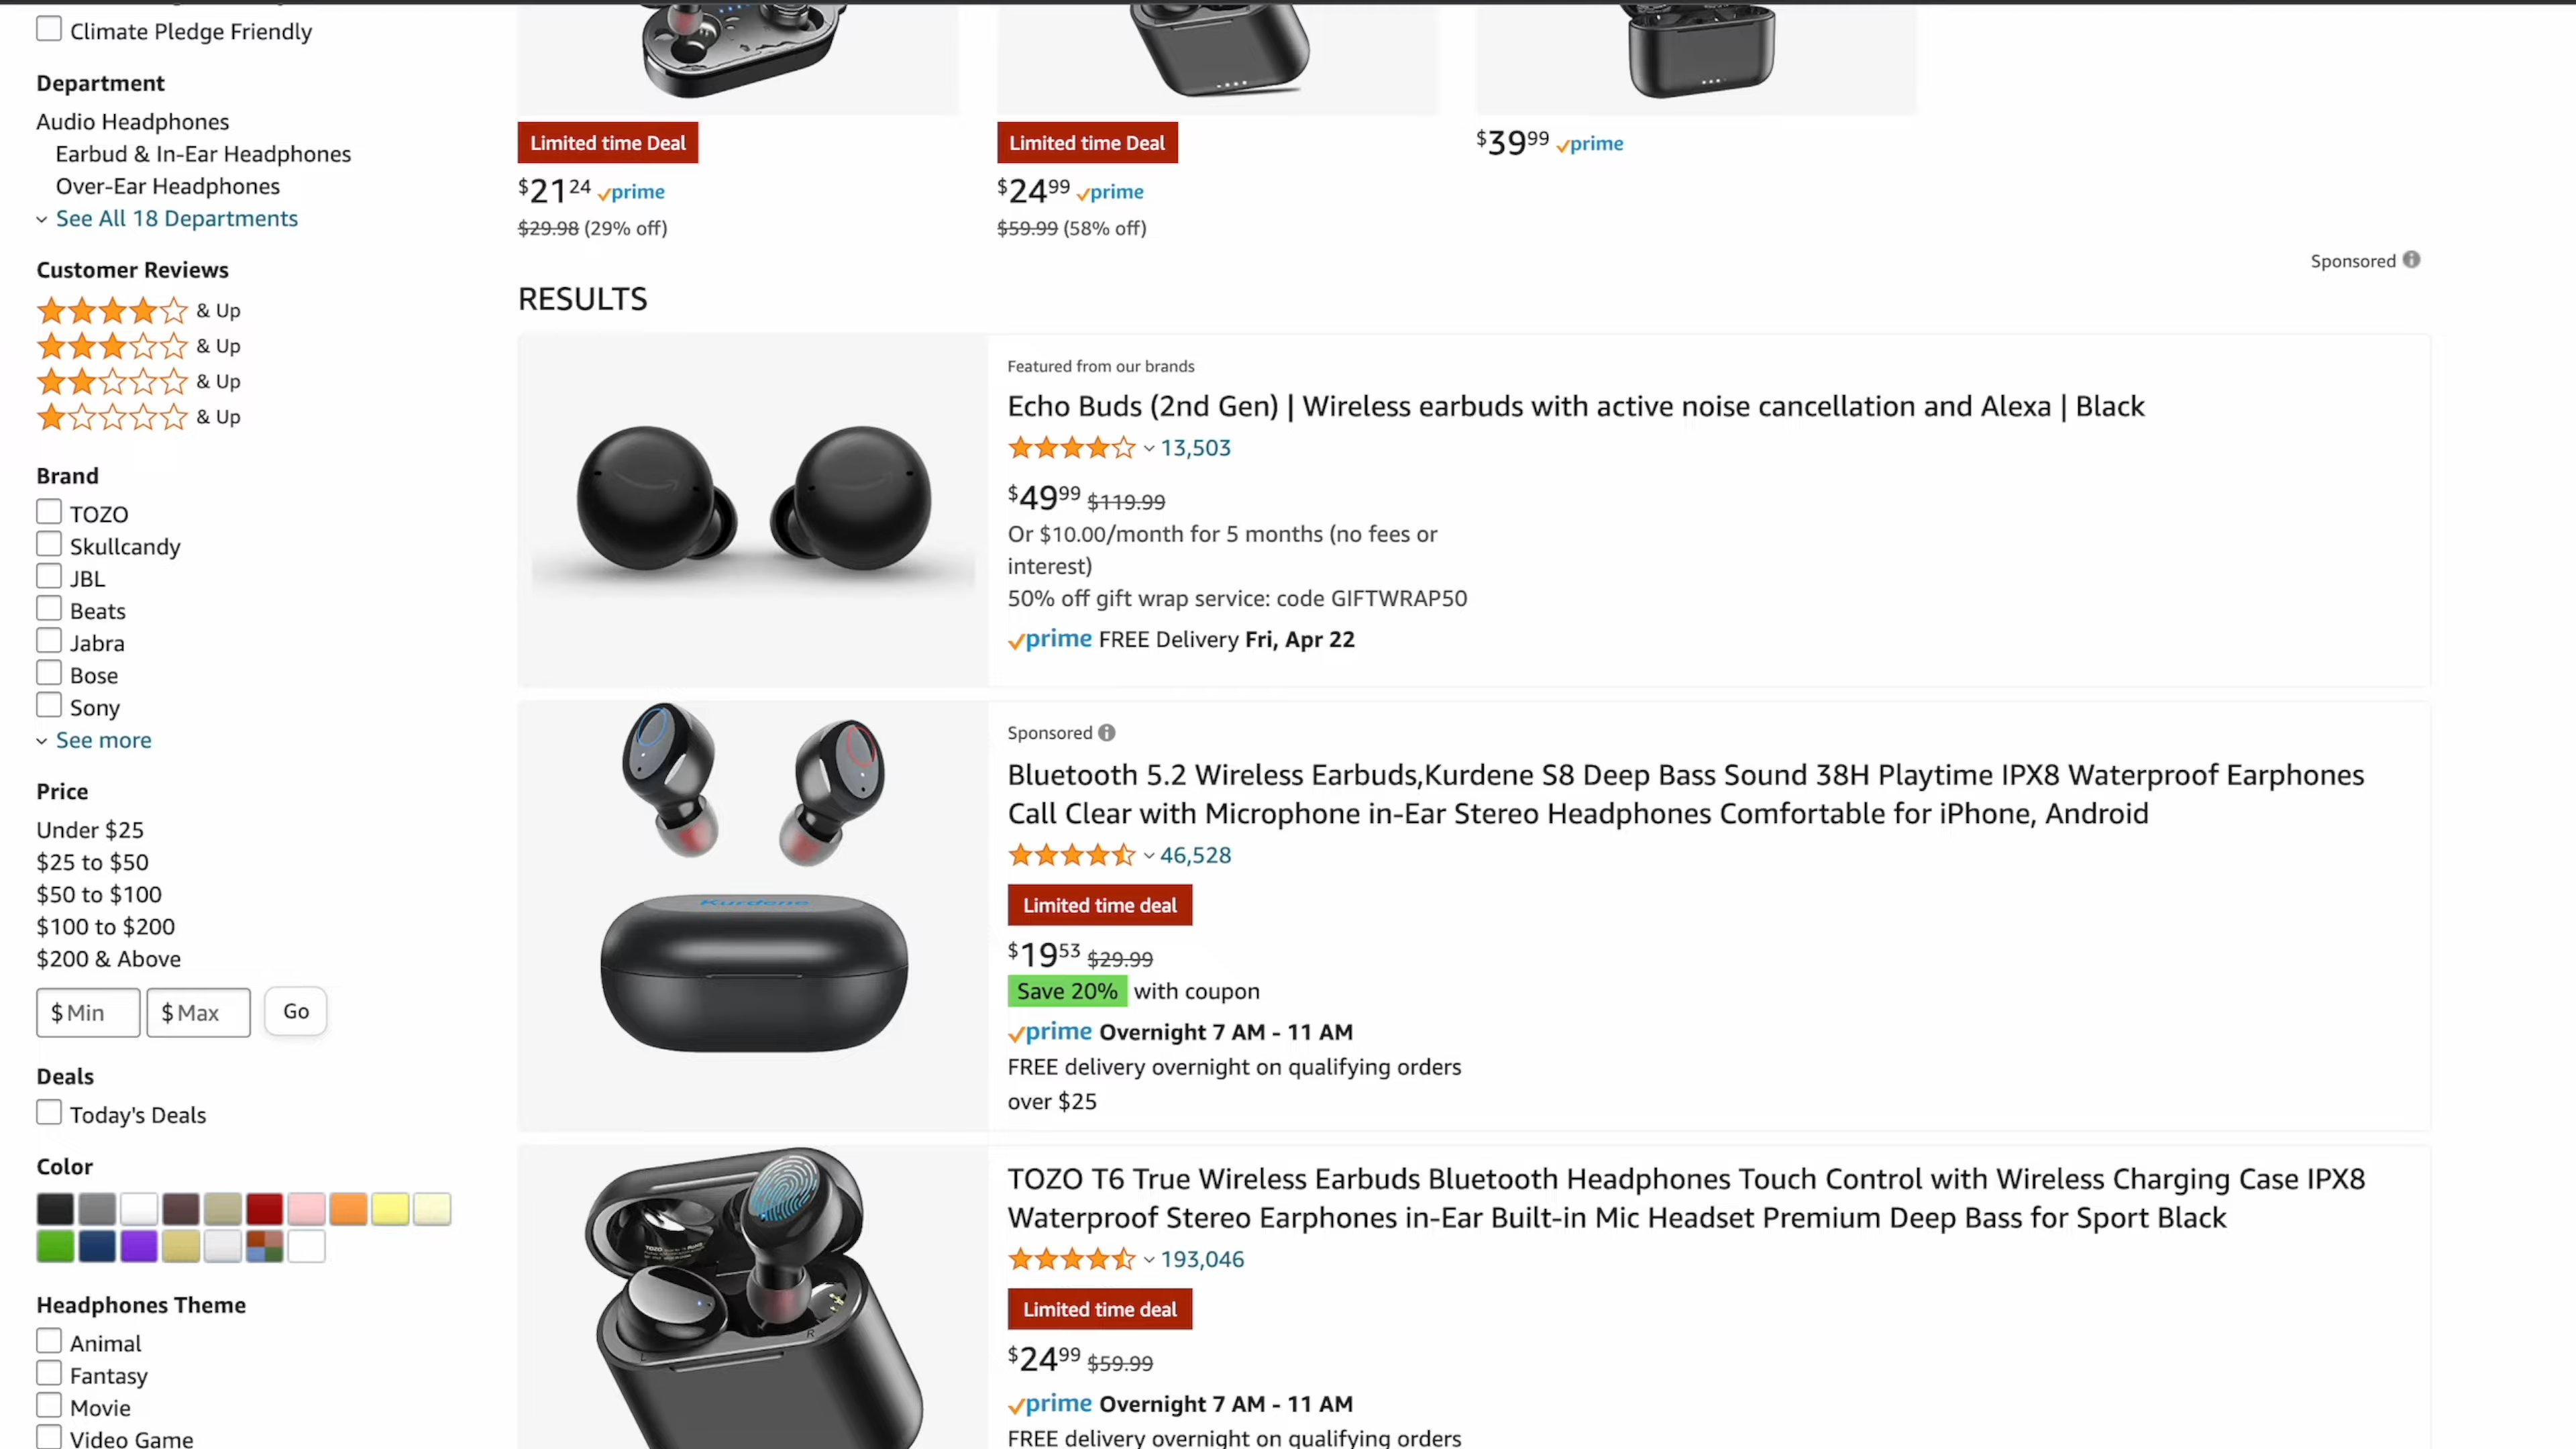 Climate Pledge Friendly
Department
Audio Headphones
Earbud & In-Ear Headphones
Over-Ear Headphones
See All 18 Departments
Customer Reviews
& Up
& Up
& Up
& Up
Brand
TOZO
Skullcandy
JBL
Beats
Jabra
Bose
Sony
See more
Price
Under $25
$25 to $50
$50 to $100
$100 to $200
$200 & Above
$ Min $ Max Go
Deals
Today's Deals
Color
Headphones Theme
Animal
Fantasy
Movie
Video Game
Limited time Deal
$21 24 prime
$29.98 (29% off)
Limited time Deal
$24 99 prime
$59.99 (58% off)
$39 99 prime
Sponsored
RESULTS
Featured from our brands
Echo Buds (2nd Gen) | Wireless earbuds with active noise cancellation and Alexa | Black
13,503
$49 99 $119.99
Or $10.00/month for 5 months (no fees or
interest)
50% off gift wrap service: code GIFTWRAP50
prime FREE Delivery Fri, Apr 22
Kurdene
Sponsored
Bluetooth 5.2 Wireless Earbuds,Kurdene S8 Deep Bass Sound 38H Playtime IPX8 Waterproof Earphones
Call Clear with Microphone in-Ear Stereo Headphones Comfortable for iPhone, Android
46,528
Limited time deal
$19 53 $29.99
Save 20% with coupon
prime Overnight 7 AM - 11 AM
FREE delivery overnight on qualifying orders
over $25
TOZO T6 True Wireless Earbuds Bluetooth Headphones Touch Control with Wireless Charging Case IPX8
Waterproof Stereo Earphones in-Ear Built-in Mic Headset Premium Deep Bass for Sport Black
193,046
Limited time deal
$24 99 $59.99
prime Overnight 7 AM - 11 AM
FREE delivery overnight on qualifying orders